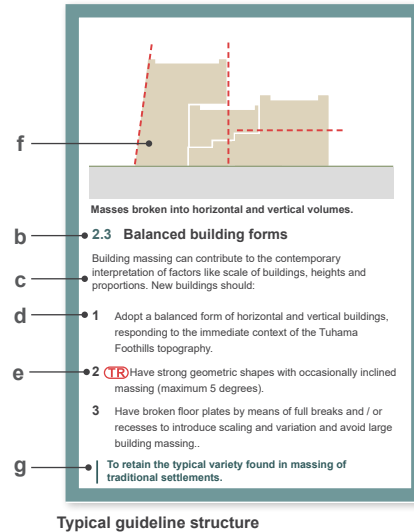 f
Masses broken into horizontal and vertical volumes.
b
2.3 Balanced building forms
c
Building massing can contribute to the contemporary
interpretation of factors like scale of buildings, heights and
proportions. New buildings should:
d
1 Adopt a balanced form of horizontal and vertical buildings,
responding to the immediate context of the Tuhama
Foothills topography.
e
2 TR Have strong geometric shapes with occasionally inclined
massing (maximum 5 degrees).
3 Have broken floor plates by means of full breaks and / or
recesses to introduce scaling and variation and avoid large
building massing..
g
To retain the typical variety found in massing of
traditional settlements.
Typical guideline structure